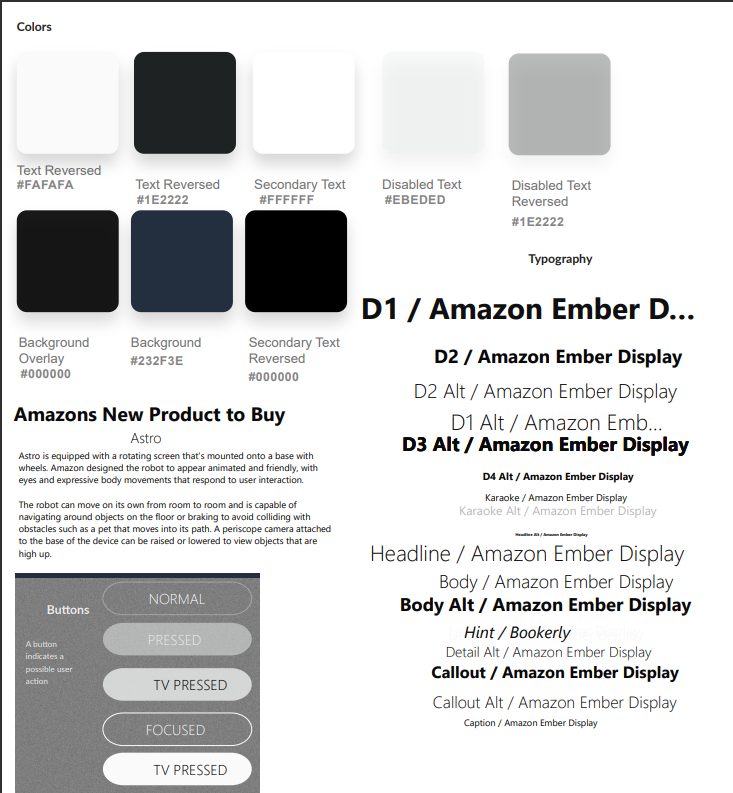 Colors
Text Reversed
#FAFAFA
Text Reversed
#1E2222
Secondary Text
#FFFFFF
Disabled Text
#EBEDED
Disabled Text
Reversed
#1E2222
Background
Overlay
#000000
Background
#232F3E
Secondary Text
Reversed
#000000
Typography
D1 / Amazon Ember D...
D2 / Amazon Ember Display
D2 Alt / Amazon Ember Display
D1 Alt / Amazon Emb...
D3 Alt / Amazon Ember Display
D4 Alt / Amazon Ember Display
Karaoke / Amazon Ember Display
Karaoke Alt / Amazon Ember Display
Headline Alt / Amazon Ember Display
Headline / Amazon Ember Display
Body / Amazon Ember Display
Body Alt / Amazon Ember Display
Hint / Bookerly
Detail Alt / Amazon Ember Display
Callout / Amazon Ember Display
Callout Alt / Amazon Ember Display
Caption / Amazon Ember Display
Amazons New Product to Buy
Astro
Astro is equipped with a rotating screen that's mounted onto a base with
wheels. Amazon designed the robot to appear animated and friendly, with
eyes and expressive body movements that respond to user interaction.
The robot can move on its own from room to room and is capable of
navigating around objects on the floor or braking to avoid colliding with
obstacles such as a pet that moves into its path. A periscope camera attached
to the base of the device can be raised or lowered to view objects that are
high up.
Buttons
A button
indicates a
possible user
action
NORMAL
PRESSED
TV PRESSED
FOCUSED
TV PRESSED